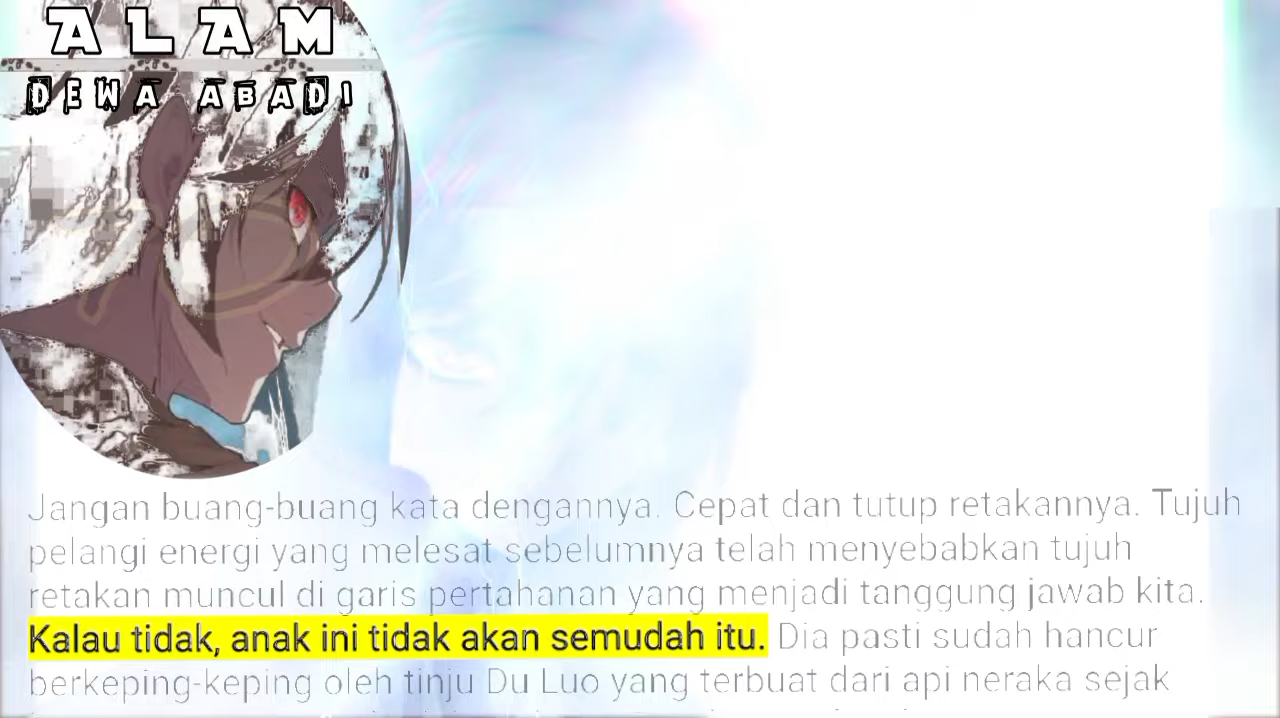 ALAM
DEWA ABADI
Jangan buang-buang kata dengannya. Cepat dan tutup retakannya. Tujuh
pelangi energi yang melesat sebelumnya telah menyebabkan tujuh
retakan muncul di garis pertahanan yang menjadi tanggung jawab kita.
Kalau tidak, anak ini tidak akan semudah itu. Dia pasti sudah hancur
berkeping-keping oleh tinju Du Luo yang terbuat dari api neraka sejak